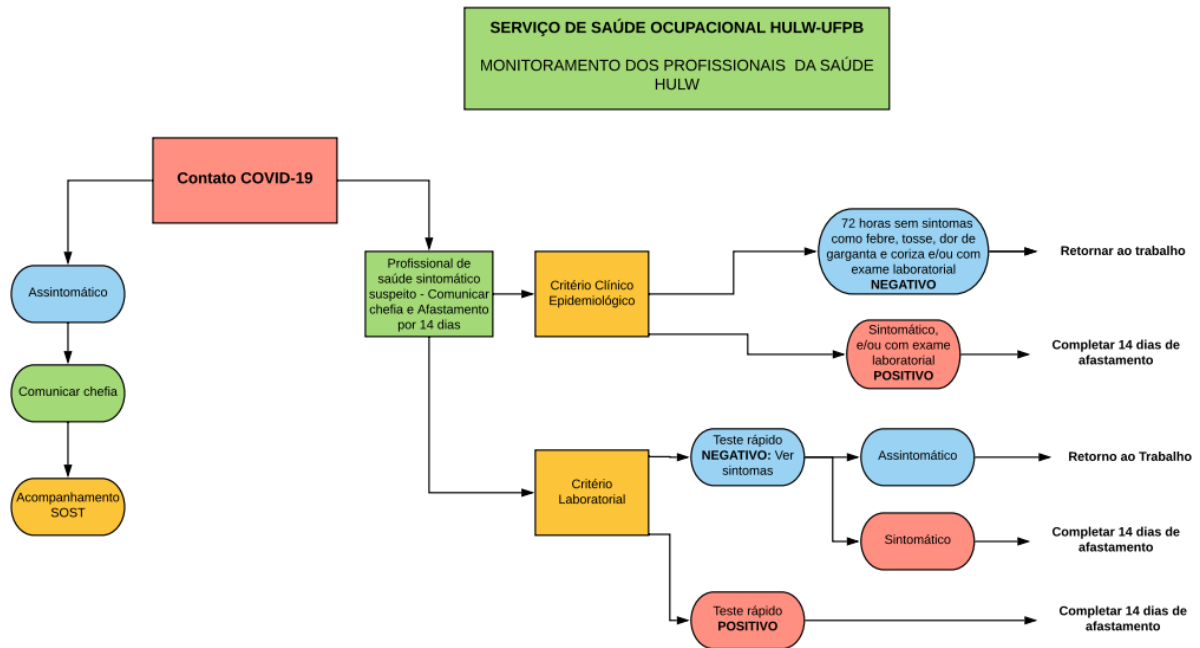 SERVIÇO DE SAÚDE OCUPACIONAL HULW-UFPB
MONITORAMENTO DOS PROFISSIONAIS DA SAÚDE
HULW
Contato COVID-19
Assintomático
Comunicar chefia
Acompanhamento
SOST
Profissional de
saúde sintomático
suspeito - Comunicar
chefia e Afastamento
por 14 dias
Critério Clínico
Epidemiológico
72 horas sem sintomas
como febre, tosse, dor de
garganta e coriza e/ou com
exame laboratorial
NEGATIVO
Retornar ao trabalho
Sintomático,
e/ou com exame
laboratorial
POSITIVO
Completar 14 dias de
afastamento
Critério
Laboratorial
Teste rápido
NEGATIVO: Ver
sintomas
Assintomático
Retorno ao Trabalho
Sintomático
Completar 14 dias de
afastamento
Teste rápido
POSITIVO
Completar 14 dias de
afastamento